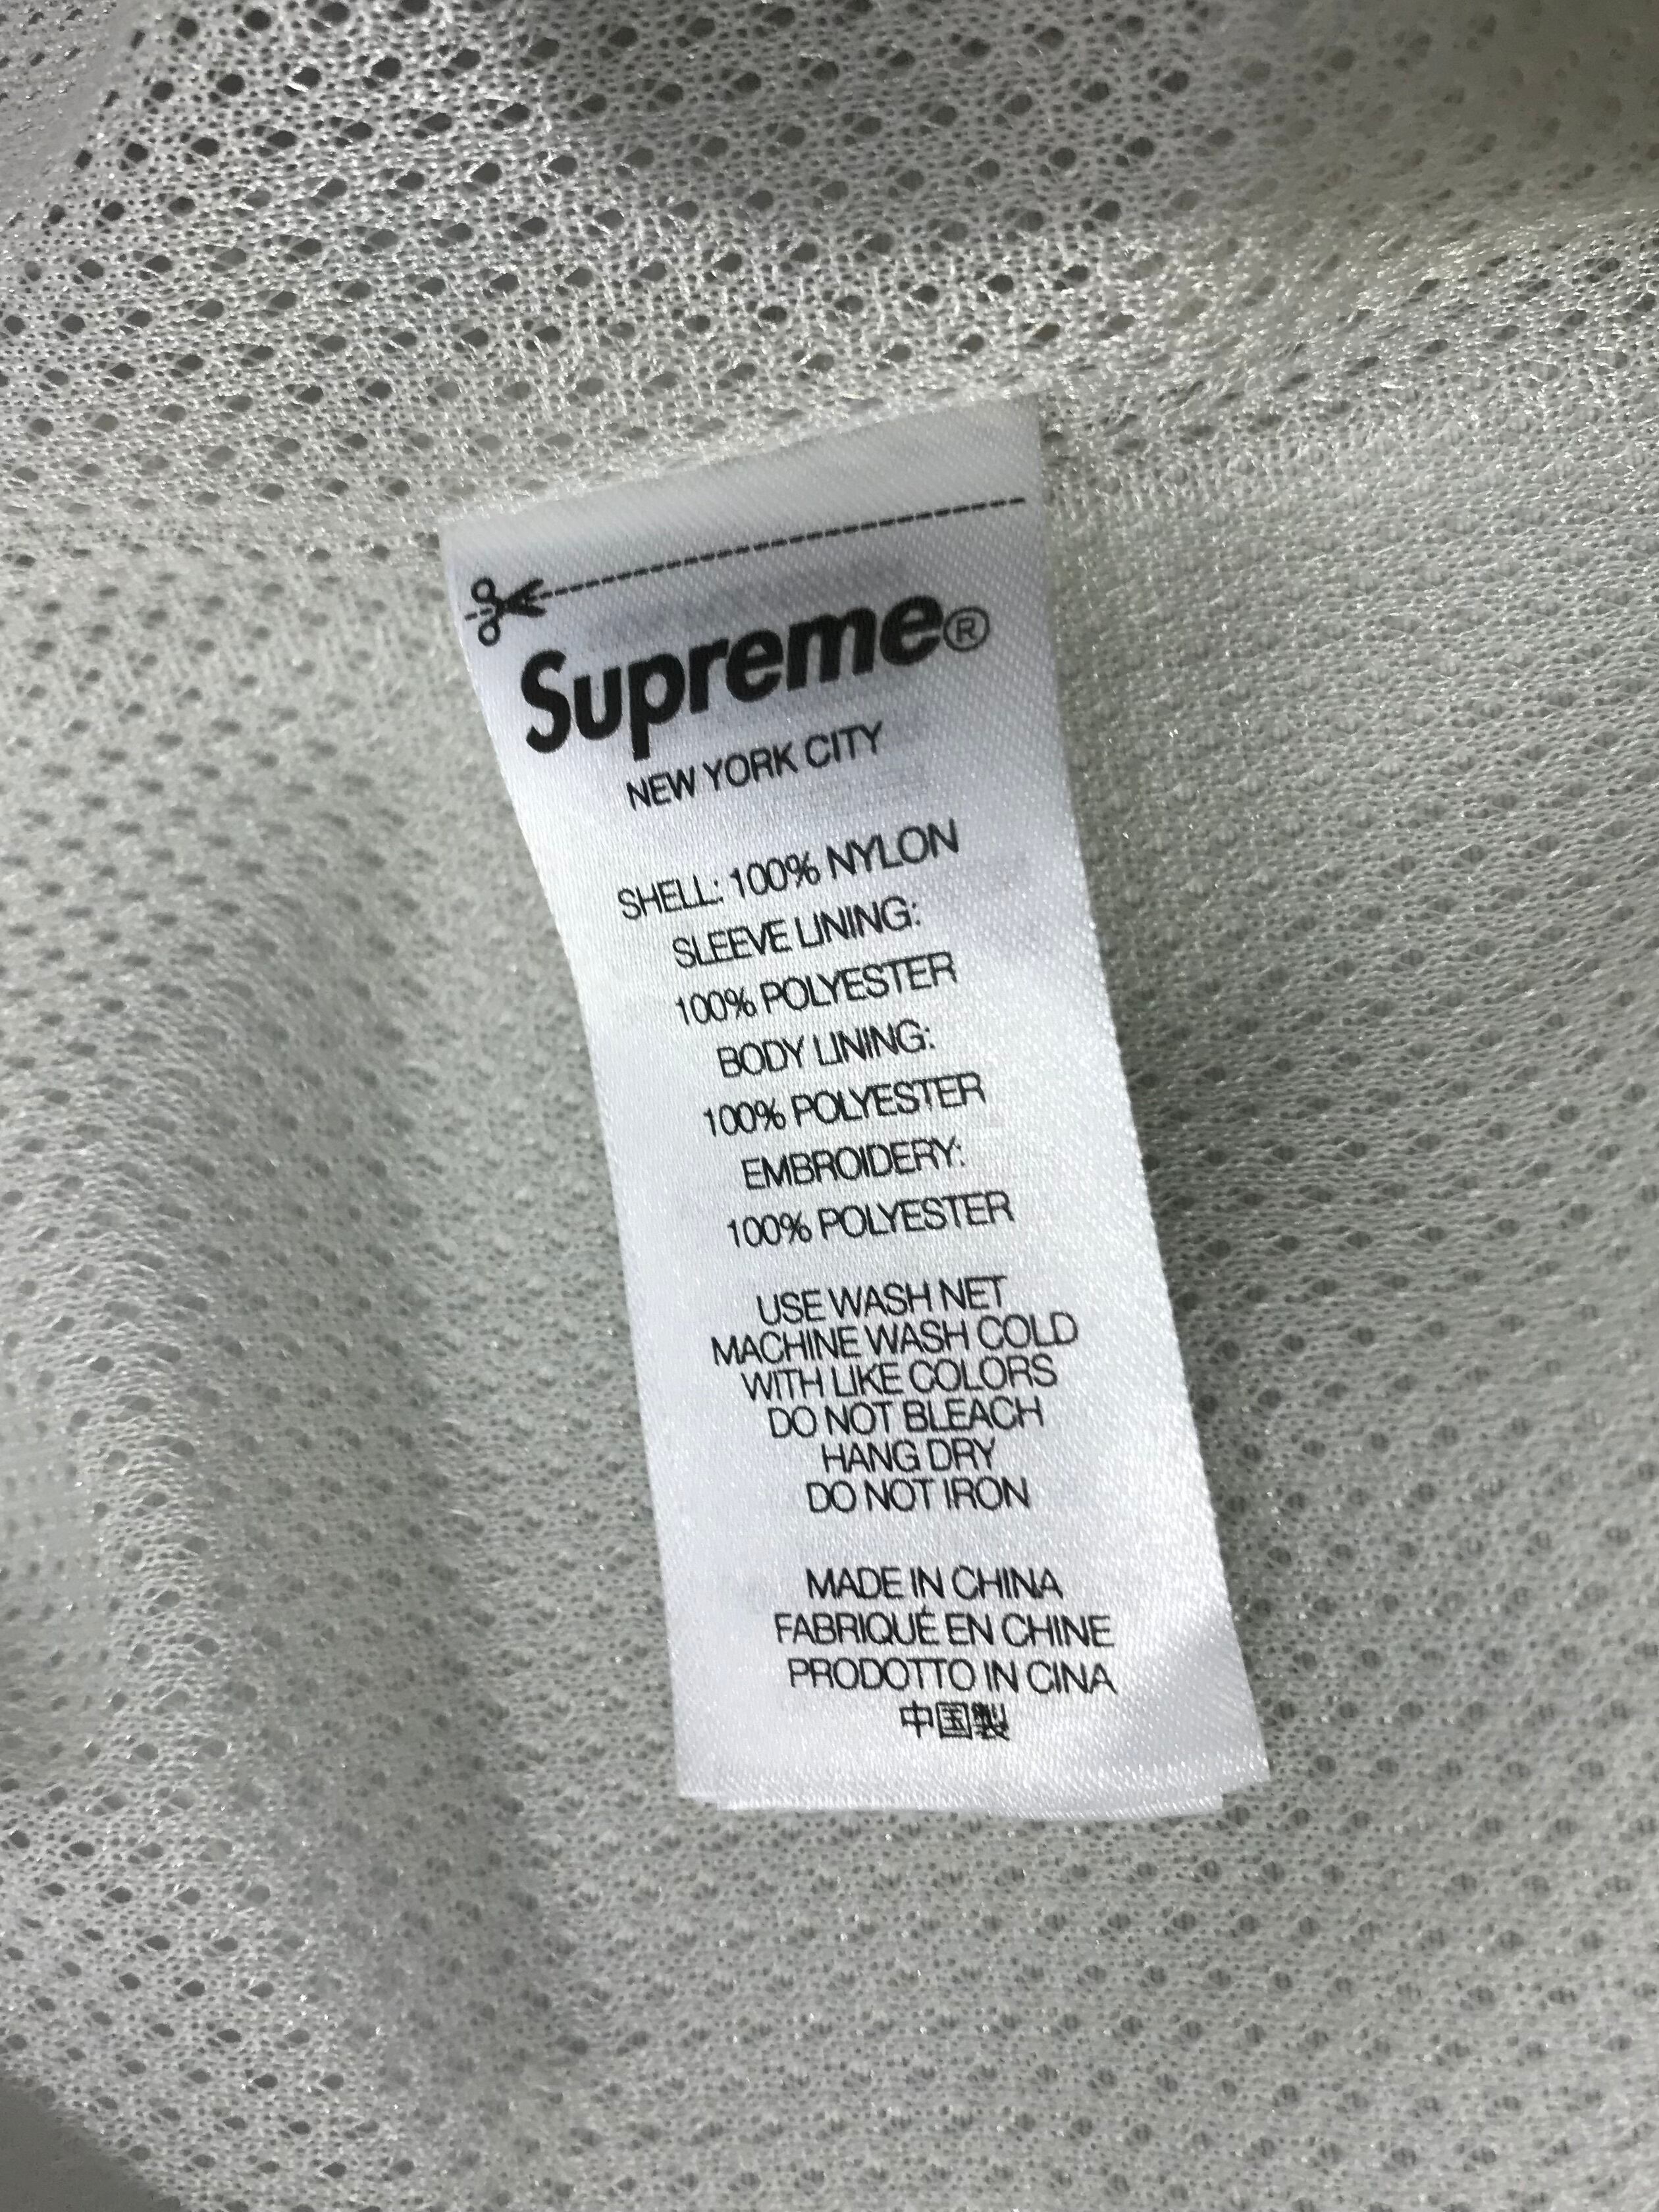 Supreme®
NEW YORK CITY
SHELL: 100% NYLON
SLEEVE LINING:
100% POLYESTER
BODY LINING:
100% POLYESTER
EMBROIDERY:
100% POLYESTER
USE WASH NET
MACHINE WASH COLD
WITH LIKE COLORS
DO NOT BLEACH
HANG DRY
DO NOT IRON
MADE IN CHINA
FABRIQUÉ EN CHINE
PRODOTTO IN CINA
中国製